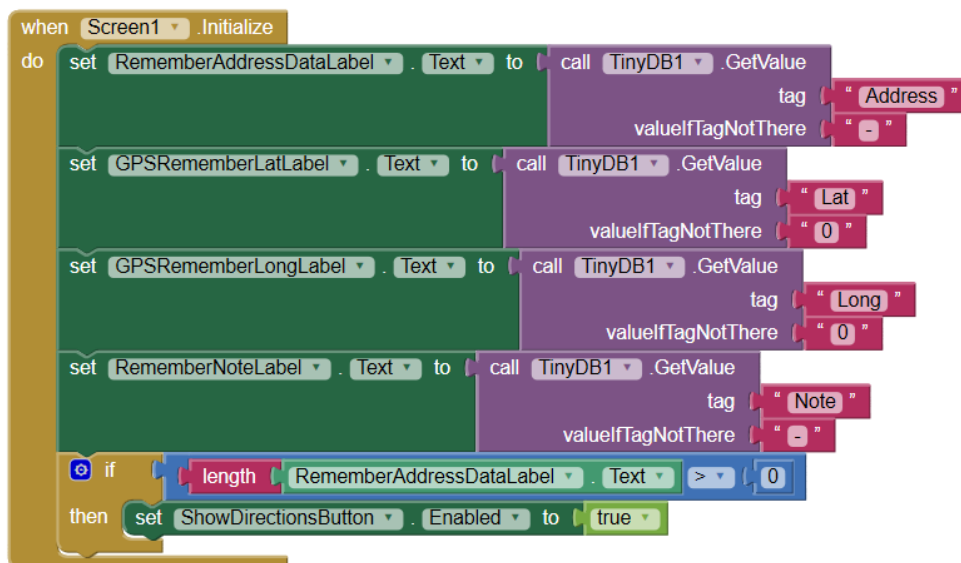 when Screen1 .Initialize
do set RememberAddressDataLabel . Text to call TinyDB1 .GetValue
tag “ Address ”
valueIfTagNotThere “ - ”
set GPSRememberLatLabel . Text to call TinyDB1 .GetValue
tag “ Lat ”
valueIfTagNotThere “ 0 ”
set GPSRememberLongLabel . Text to call TinyDB1 .GetValue
tag “ Long ”
valueIfTagNotThere “ 0 ”
set RememberNoteLabel . Text to call TinyDB1 .GetValue
tag “ Note ”
valueIfTagNotThere “ - ”
if length RememberAddressDataLabel . Text > 0
then set ShowDirectionsButton . Enabled to true